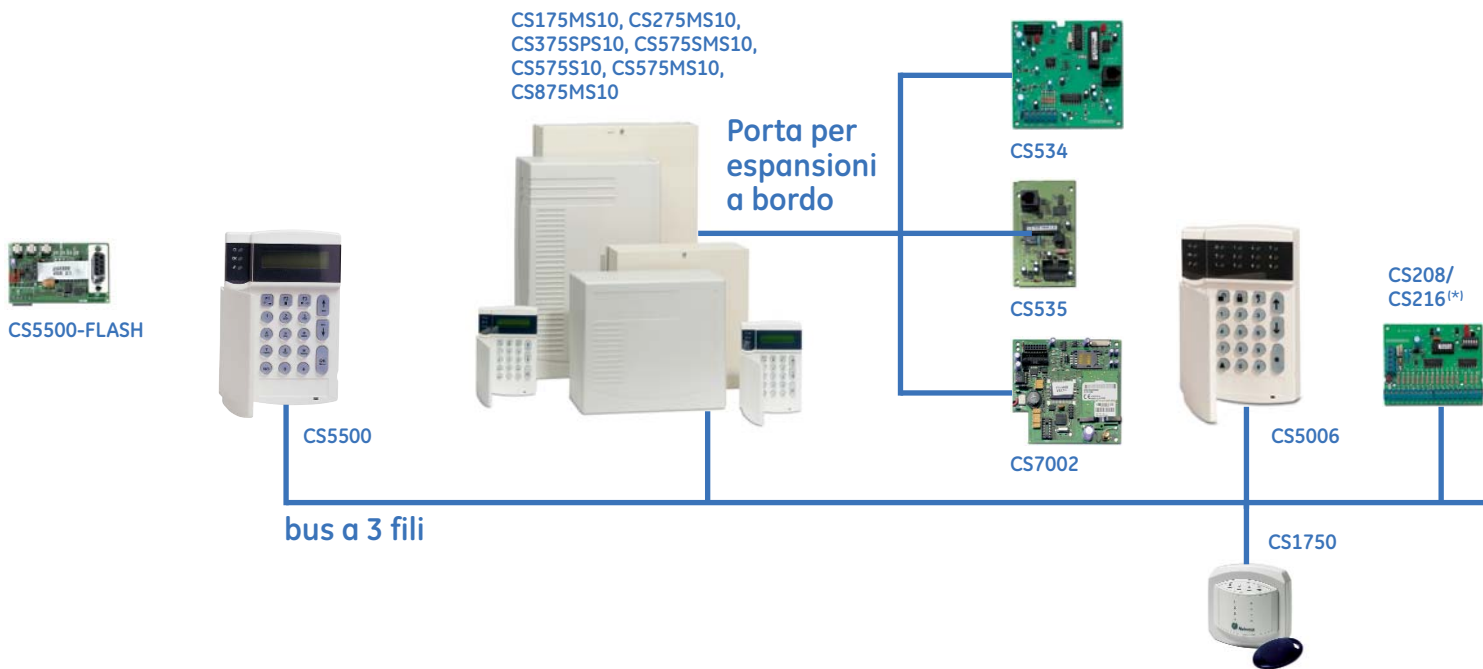 CS175MS10, CS275MS10,
CS375SPS10, CS575SMS10,
CS575S10, CS575MS10,
CS875MS10
Porta per
espansioni
a bordo
CS534
CS535
CS7002
CS5500-FLASH
CS5500
CS5006
CS208/
CS216(*)
bus a 3 fili
CS1750